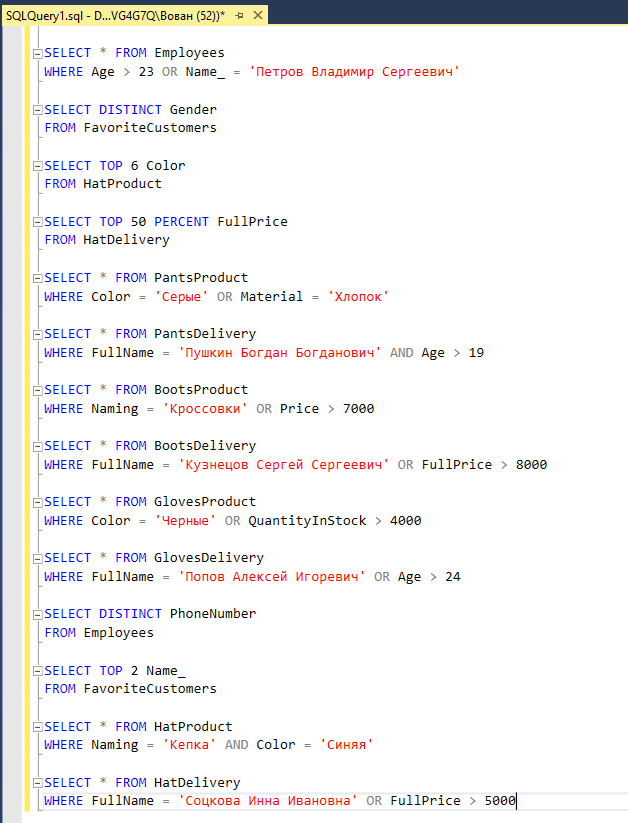 SQLQuery1.sql - D...VG4G7Q\Вован (52))*
SELECT * FROM Employees
WHERE Age > 23 OR Name_ = 'Петров Владимир Сергеевич'
SELECT DISTINCT Gender
FROM FavoriteCustomers
SELECT TOP 6 Color
FROM HatProduct
SELECT TOP 50 PERCENT FullPrice
FROM HatDelivery
SELECT * FROM PantsProduct
WHERE Color = 'Серые' OR Material = 'Хлопок'
SELECT * FROM PantsDelivery
WHERE FullName = 'Пушкин Богдан Богданович' AND Age > 19
SELECT * FROM BootsProduct
WHERE Naming = 'Кроссовки' OR Price > 7000
SELECT * FROM BootsDelivery
WHERE FullName = 'Кузнецов Сергей Сергеевич' OR FullPrice > 8000
SELECT * FROM GlovesProduct
WHERE Color = 'Черные' OR QuantityInStock > 4000
SELECT * FROM GlovesDelivery
WHERE FullName = 'Попов Алексей Игоревич' OR Age > 24
SELECT DISTINCT PhoneNumber
FROM Employees
SELECT TOP 2 Name_
FROM FavoriteCustomers
SELECT * FROM HatProduct
WHERE Naming = 'Кепка' AND Color = 'Синяя'
SELECT * FROM HatDelivery
WHERE FullName = 'Соцкова Инна Ивановна' OR FullPrice > 5000